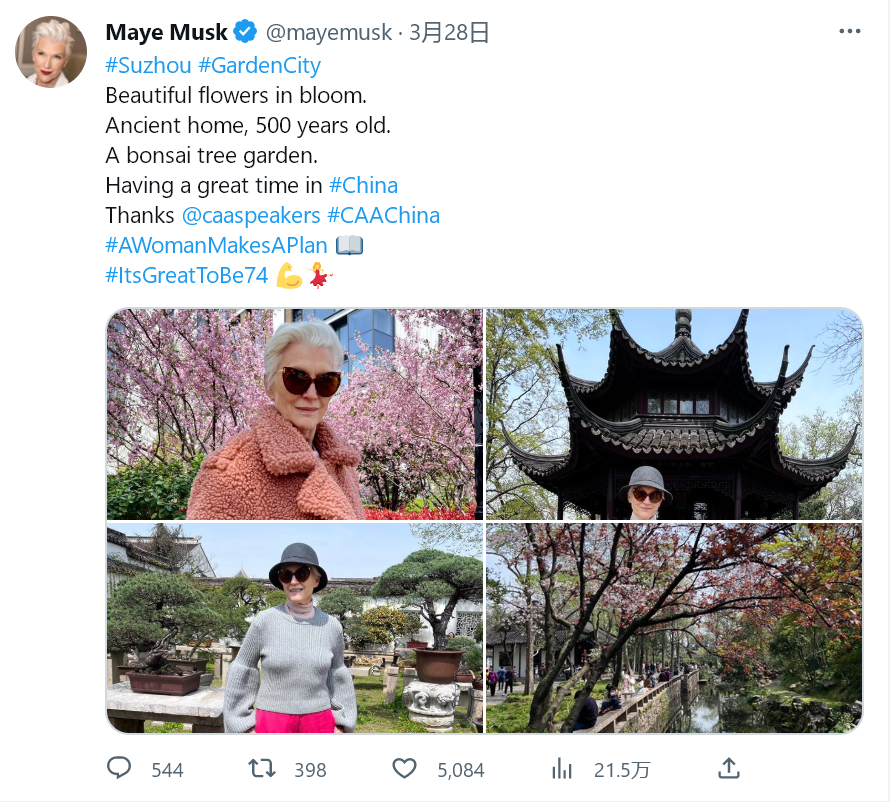 Maye Musk @mayemusk · 3月28日
#Suzhou #GardenCity
Beautiful flowers in bloom.
Ancient home, 500 years old.
A bonsai tree garden.
Having a great time in #China
Thanks @caaspeakers #CAAChina
#AWomanMakesAPlan 📖
#ItsGreatToBe74 💪💃
544 398 5,084 21.5万